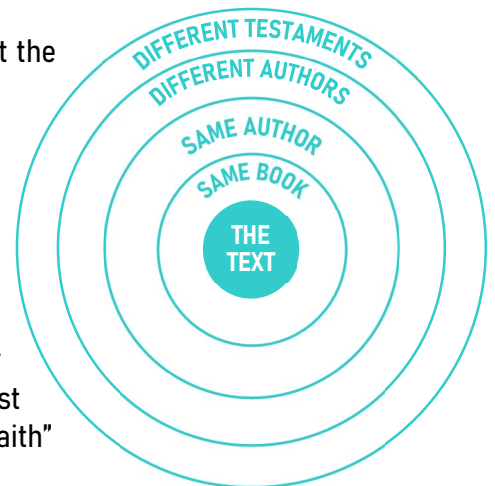 t the
st
aith”
DIFFERENT TESTAMENTS
DIFFERENT AUTHORS
SAME AUTHOR
SAME BOOK
THE
TEXT